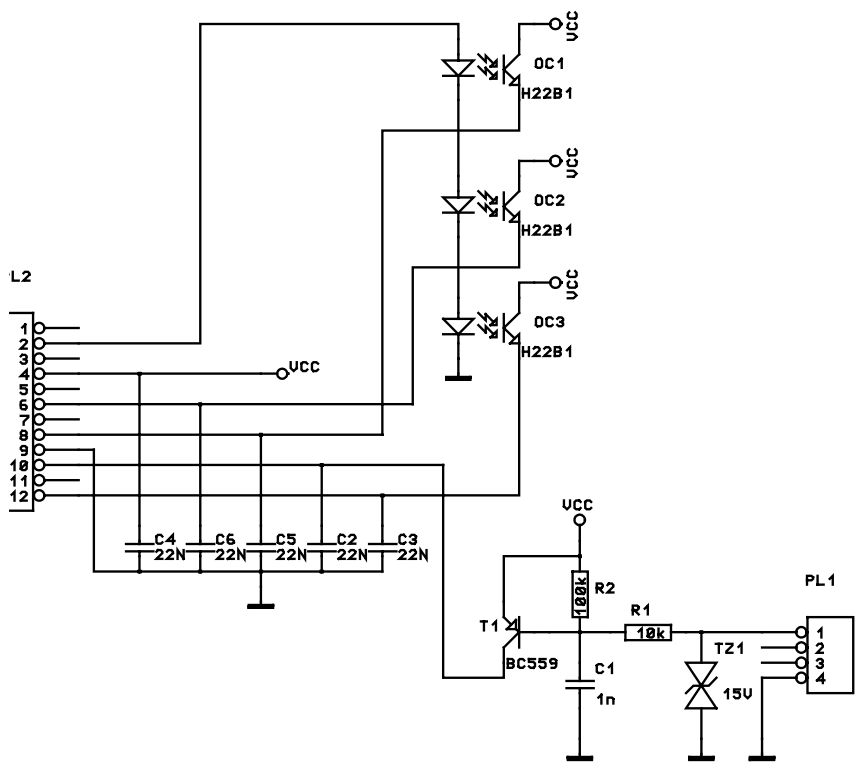 VCC
OC1
H22B1
VCC
OC2
H22B1
VCC
OC3
H22B1
PL2
1
2
3
4
5
6
7
8
9
10
11
12
VCC
C4
22N
C6
22N
C5
22N
C2
22N
C3
22N
VCC
100k
R2
T1
BC559
R1
10k
C1
1n
TZ1
15V
PL1
1
2
3
4